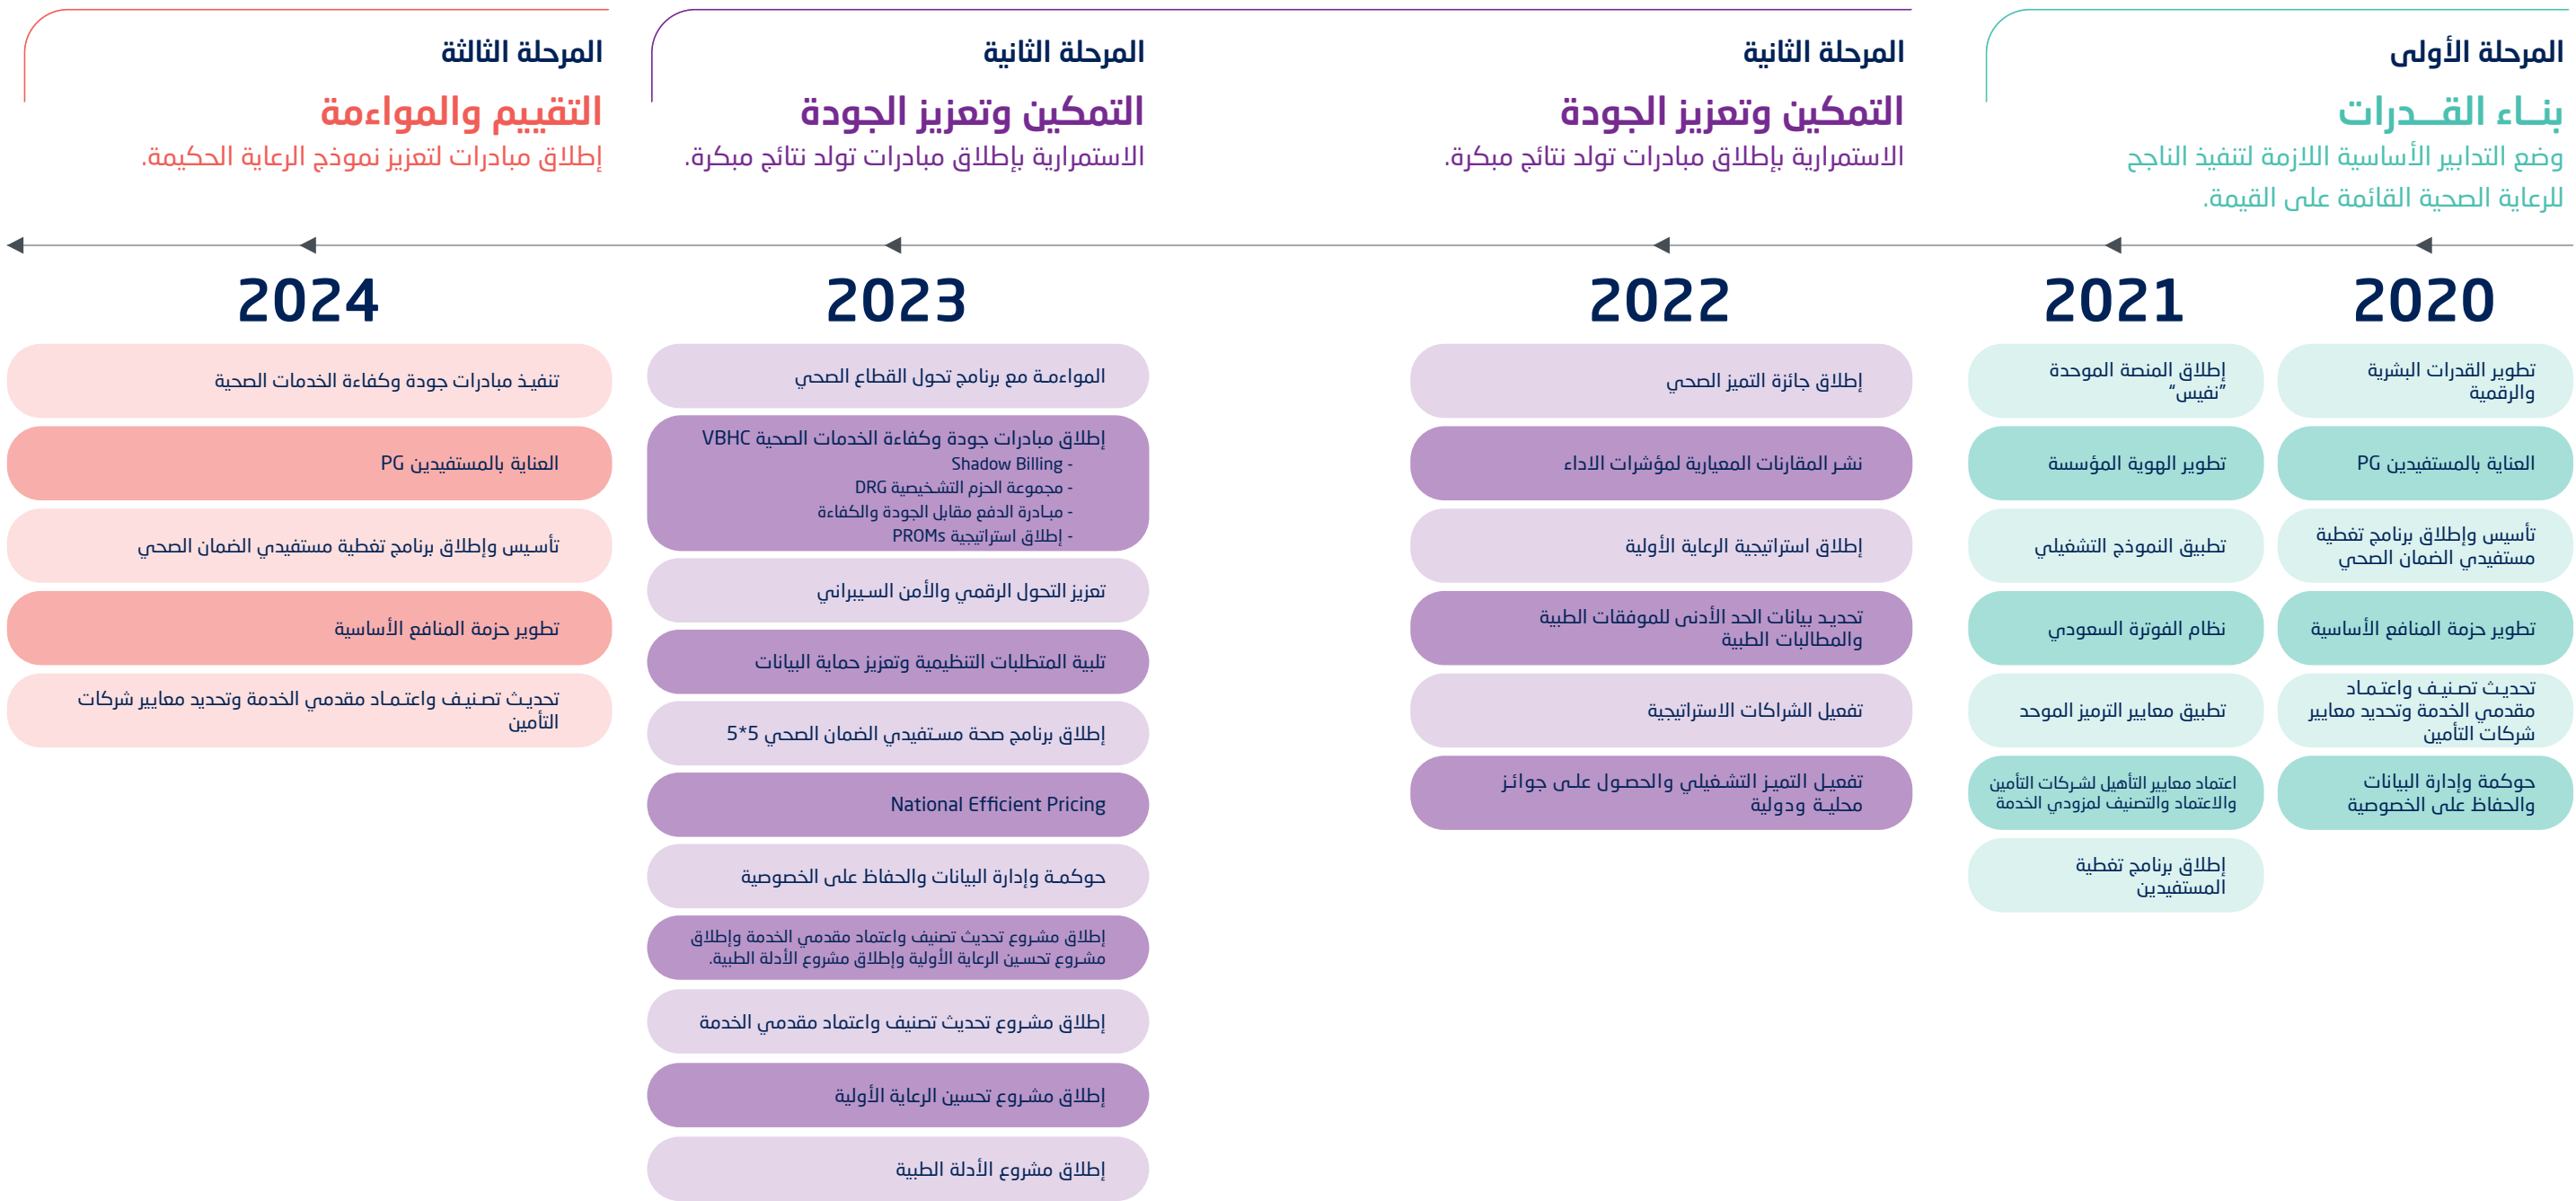 المرحلة الأولى
بنــاء القـــدرات
وضع التدابير الأساسية اللازمة لتنفيذ الناجح
للرعاية الصحية القائمة على القيمة.
المرحلة الثانية
التمكين وتعزيز الجودة
الاستمرارية بإطلاق مبادرات تولد نتائج مبكرة.
المرحلة الثانية
التمكين وتعزيز الجودة
الاستمرارية بإطلاق مبادرات تولد نتائج مبكرة.
المرحلة الثالثة
التقييم والمواءمة
إطلاق مبادرات لتعزيز نموذج الرعاية الحكيمة.
2020
تطوير القدرات البشرية
والرقمية
العناية بالمستفيدين PG
تأسيس وإطلاق برنامج تغطية
مستفيدي الضمان الصحي
تطوير حزمة المنافع الأساسية
تحديث تصنيف واعتماد
مقدمي الخدمة وتحديد معايير
شركات التأمين
حوكمة وإدارة البيانات
والحفاظ على الخصوصية
2021
إطلاق المنصة الموحدة
”نفيس“
تطوير الهوية المؤسسة
تطبيق النموذج التشغيلي
نظام الفوترة السعودي
تطبيق معايير الترميز الموحد
اعتماد معايير التأهيل لشركات التأمين
والاعتماد والتصنيف لمزودي الخدمة
إطلاق برنامج تغطية
المستفيدين
2022
إطلاق جائزة التميز الصحي
نشر المقارنات المعيارية لمؤشرات الاداء
إطلاق استراتيجية الرعاية الأولية
تحديد بيانات الحد الأدنى للموفقات الطبية
والمطالبات الطبية
تفعيل الشراكات الاستراتيجية
تفعيل التميز التشغيلي والحصول على جوائز
محلية ودولية
2023
المواءمة مع برنامج تحول القطاع الصحي
إطلاق مبادرات جودة وكفاءة الخدمات الصحية VBHC
- Shadow Billing
- مجموعة الحزم التشخيصية DRG
- مبادرة الدفع مقابل الجودة والكفاءة
- إطلاق استراتيجية PROMs
تعزيز التحول الرقمي والأمن السيبراني
تلبية المتطلبات التنظيمية وتعزيز حماية البيانات
إطلاق برنامج صحة مستفيدي الضمان الصحي 5*5
National Efficient Pricing
حوكمة وإدارة البيانات والحفاظ على الخصوصية
إطلاق مشروع تحديث تصنيف واعتماد مقدمي الخدمة وإطلاق
مشروع تحسين الرعاية الأولية وإطلاق مشروع الأدلة الطبية.
إطلاق مشروع تحديث تصنيف واعتماد مقدمي الخدمة
إطلاق مشروع تحسين الرعاية الأولية
إطلاق مشروع الأدلة الطبية
2024
تنفيذ مبادرات جودة وكفاءة الخدمات الصحية
العناية بالمستفيدين PG
تأسيس وإطلاق برنامج تغطية مستفيدي الضمان الصحي
تطوير حزمة المنافع الأساسية
تحديث تصنيف واعتماد مقدمي الخدمة وتحديد معايير شركات
التأمين